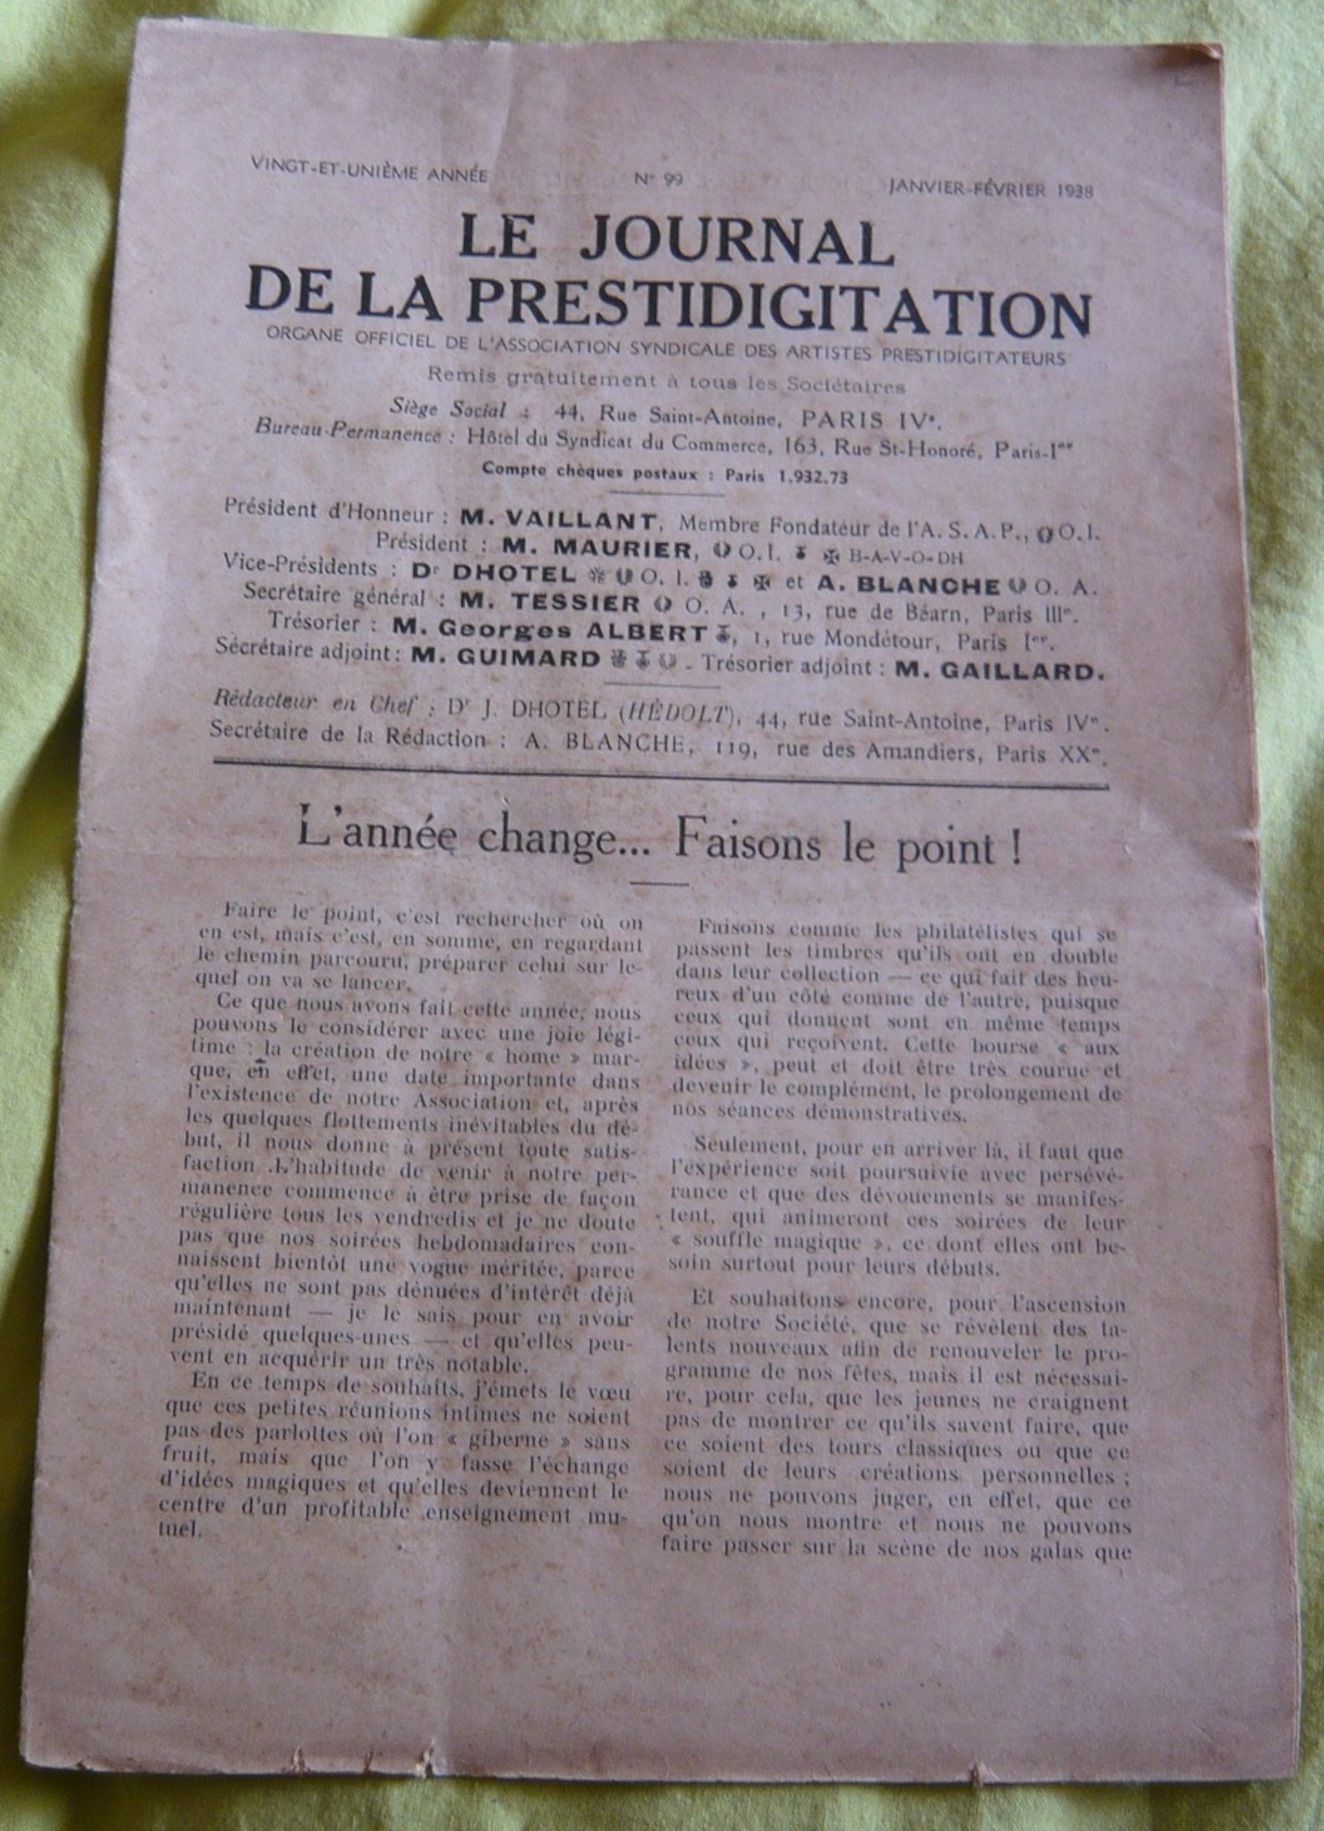 VINGT-ET-UNIÈME ANNÉE N° 99 JANVIER-FÉVRIER 1938
LE JOURNAL
DE LA PRESTIDIGITATION
ORGANE OFFICIEL DE L'ASSOCIATION SYNDICALE DES ARTISTES PRESTIDIGITATEURS
Remis gratuitement à tous les Sociétaires
Siège Social : 44, Rue Saint-Antoine, PARIS IVe.
Bureau-Permanence : Hôtel du Syndicat du Commerce, 163, Rue St-Honoré, Paris-Ier
Compte chèques postaux : Paris 1.932.73
Président d'Honneur : M. VAILLANT, Membre Fondateur de l'A. S. A. P., O. I.
Président : M. MAURIER, O. I. B-A-V-O-DH
Vice-Présidents : Dr DHOTEL O. I. et A. BLANCHE O. A.
Secrétaire général : M. TESSIER O. A. , 13, rue de Béarn, Paris IIIe.
Trésorier : M. Georges ALBERT, 1, rue Mondétour, Paris Ier.
Secrétaire adjoint : M. GUIMARD - Trésorier adjoint : M. GAILLARD.
Rédacteur en Chef : Dr J. DHOTEL (HÉDOLT), 44, rue Saint-Antoine, Paris IVe.
Secrétaire de la Rédaction : A. BLANCHE, 119, rue des Amandiers, Paris XXe.
L'année change... Faisons le point !
Faire le point, c'est rechercher où on
en est, mais c'est, en somme, en regardant
le chemin parcouru, préparer celui sur le-
quel on va se lancer.
Ce que nous avons fait cette année, nous
pouvons le considérer avec une joie légi-
time : la création de notre « home » mar-
que, en effet, une date importante dans
l'existence de notre Association et, après
les quelques flottements inévitables du dé-
but, il nous donne à présent toute satis-
faction .L'habitude de venir à notre per-
manence commence à être prise de façon
régulière tous les vendredis et je ne doute
pas que nos soirées hebdomadaires con-
naissent bientôt une vogue méritée, parce
qu'elles ne sont pas dénuées d'intérêt déjà
maintenant — je le sais pour en avoir
présidé quelques-unes — et qu'elles peu-
vent en acquérir un très notable.
En ce temps de souhaits, j'émets le vœu
que ces petites réunions intimes ne soient
pas des parlottes où l'on « giberne » sans
fruit, mais que l'on y fasse l'échange
d'idées magiques et qu'elles deviennent le
centre d'un profitable enseignement mu-
tuel.
Faisons comme les philatélistes qui se
passent les timbres qu'ils ont en double
dans leur collection — ce qui fait des heu-
reux d'un côté comme de l'autre, puisque
ceux qui donnent sont en même temps
ceux qui reçoivent. Cette bourse « aux
idées », peut et doit être très courue et
devenir le complément, le prolongement de
nos séances démonstratives.
Seulement, pour en arriver là, il faut que
l'expérience soit poursuivie avec persévé-
rance et que des dévouements se manifes-
tent, qui animeront ces soirées de leur
« souffle magique », ce dont elles ont be-
soin surtout pour leurs débuts.
Et souhaitons encore, pour l'ascension
de notre Société, que se révèlent des ta-
lents nouveaux afin de renouveler le pro-
gramme de nos fêtes, mais il est nécessai-
re, pour cela, que les jeunes ne craignent
pas de montrer ce qu'ils savent faire, que
ce soient des tours classiques ou que ce
soient de leurs créations personnelles ;
nous ne pouvons juger, en effet, que ce
qu'on nous montre et nous ne pouvons
faire passer sur la scène de nos galas que